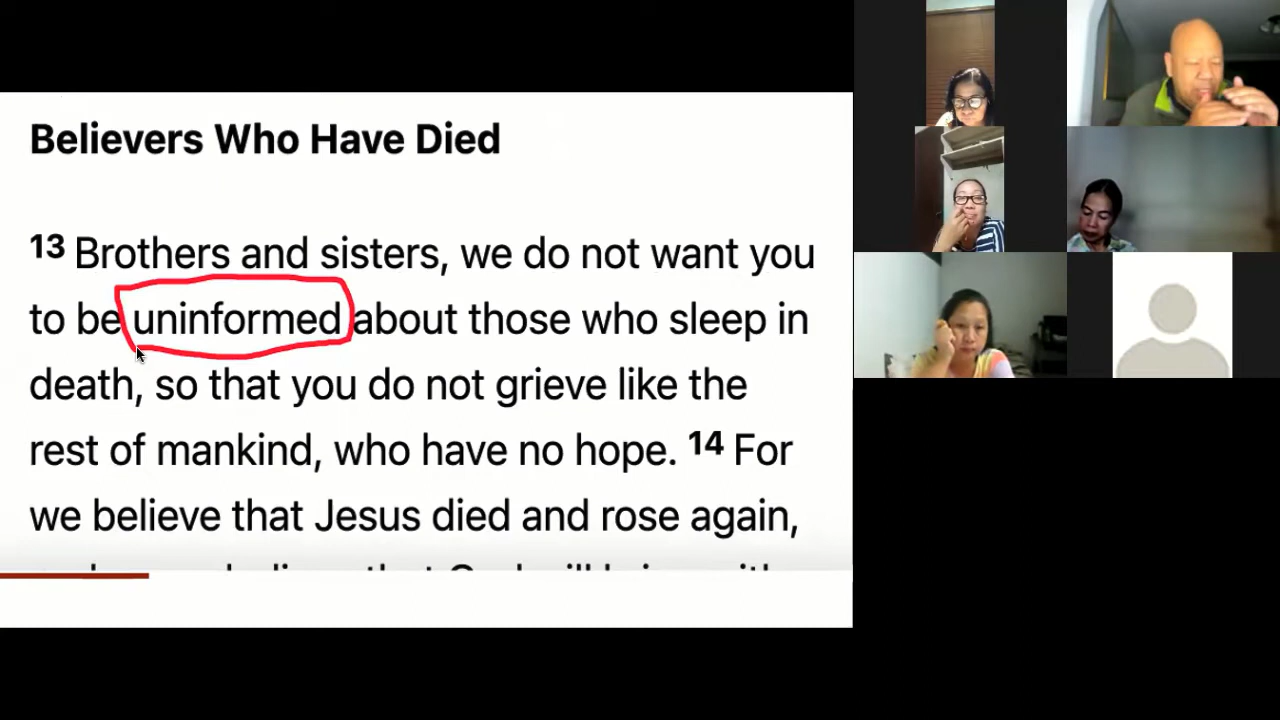 Believers Who Have Died
13 Brothers and sisters, we do not want you
to be uninformed about those who sleep in
death, so that you do not grieve like the
rest of mankind, who have no hope. 14 For
we believe that Jesus died and rose again,